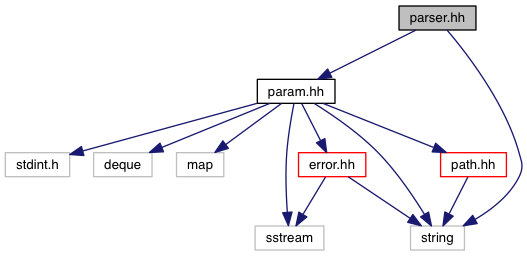 parser.hh
param.hh
stdint.h
deque
map
error.hh
path.hh
sstream
string